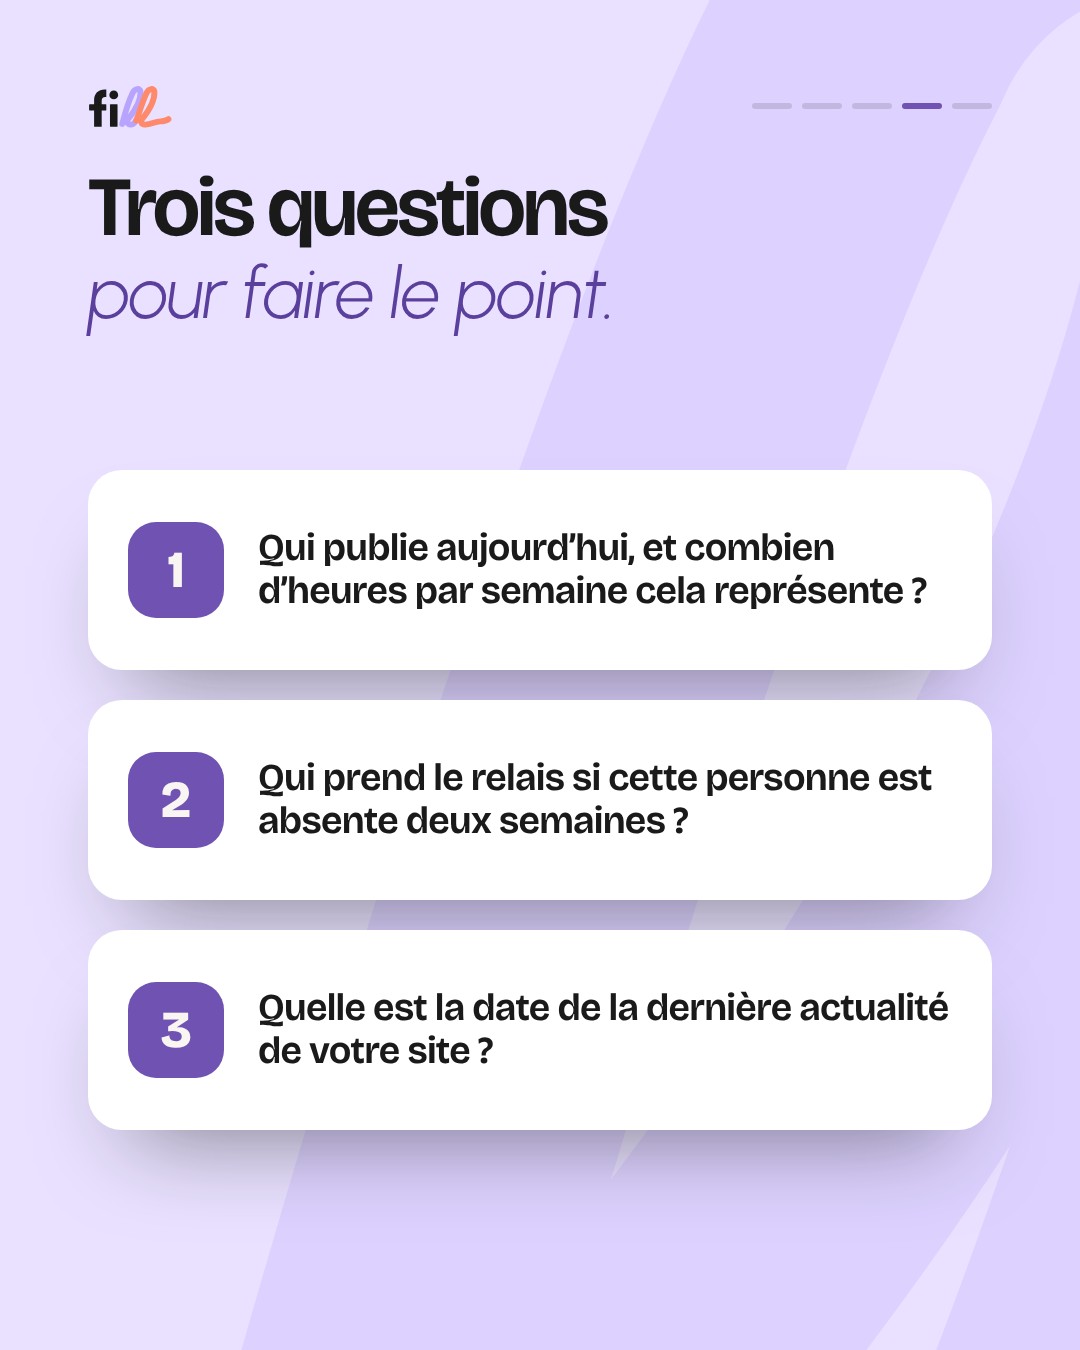 fill
Trois questions
pour faire le point.
1
Qui publie aujourd’hui, et combien
d’heures par semaine cela représente ?
2
Qui prend le relais si cette personne est
absente deux semaines ?
3
Quelle est la date de la dernière actualité
de votre site ?